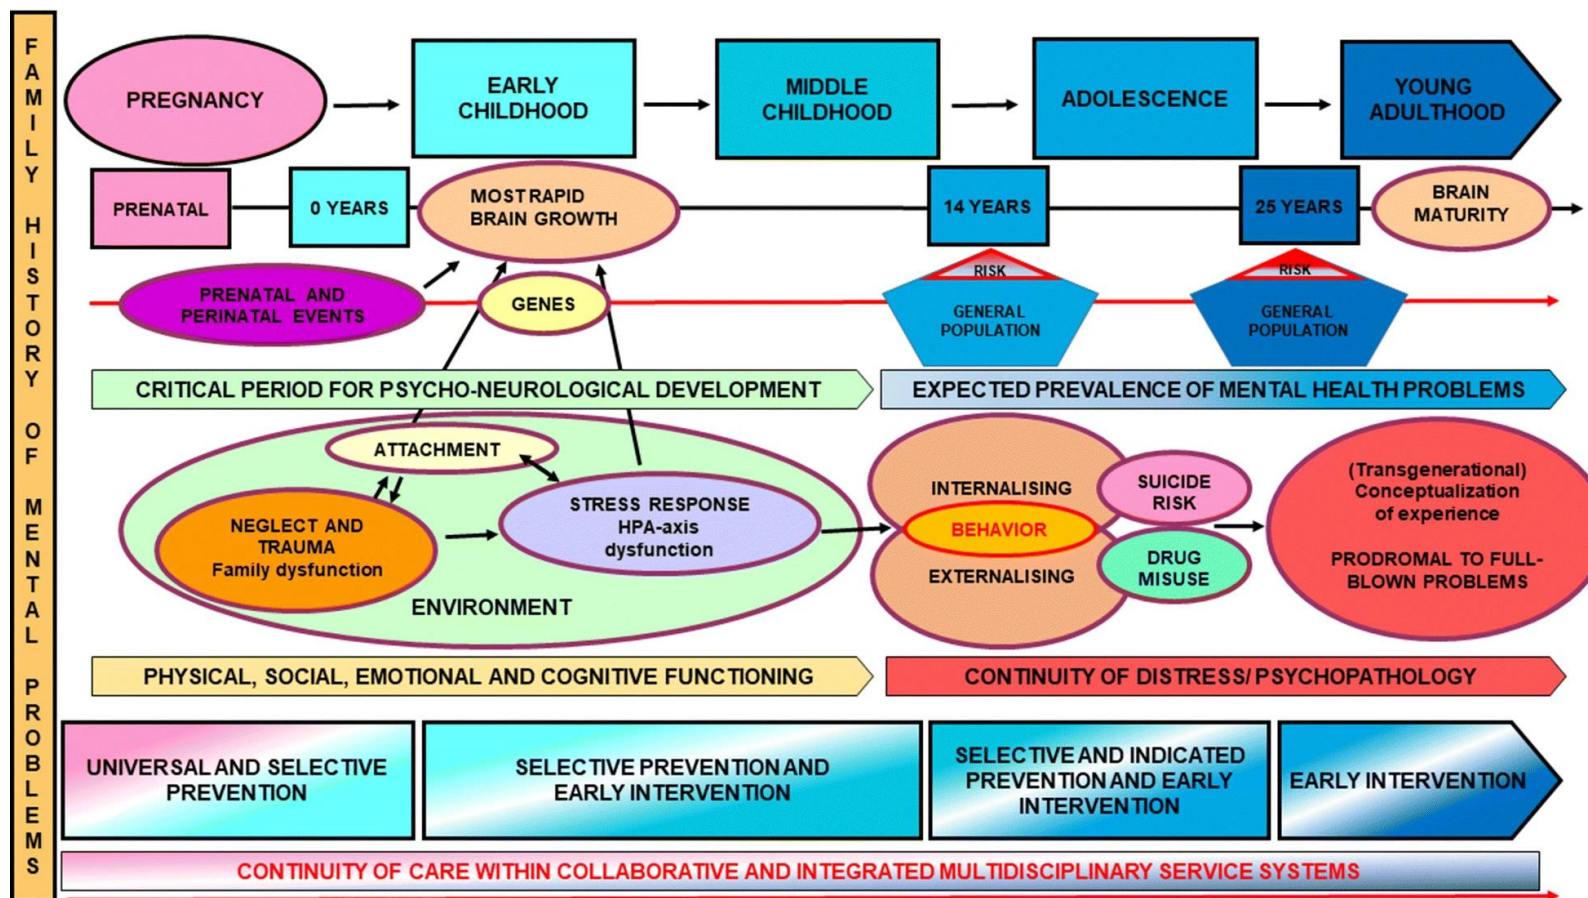 FAMILY HISTORY OF MENTAL PROBLEMS
PREGNANCY
EARLY
CHILDHOOD
MIDDLE
CHILDHOOD
ADOLESCENCE
YOUNG
ADULTHOOD
PRENATAL
0 YEARS
MOST RAPID
BRAIN GROWTH
14 YEARS
25 YEARS
BRAIN
MATURITY
PRENATAL AND
PERINATAL EVENTS
GENES
RISK
GENERAL
POPULATION
RISK
GENERAL
POPULATION
CRITICAL PERIOD FOR PSYCHO-NEUROLOGICAL DEVELOPMENT
EXPECTED PREVALENCE OF MENTAL HEALTH PROBLEMS
ATTACHMENT
NEGLECT AND
TRAUMA
Family dysfunction
STRESS RESPONSE
HPA-axis
dysfunction
ENVIRONMENT
INTERNALISING
BEHAVIOR
EXTERNALISING
SUICIDE
RISK
DRUG
MISUSE
(Transgenerational)
Conceptualization
of experience
PRODROMAL TO FULL-
BLOWN PROBLEMS
PHYSICAL, SOCIAL, EMOTIONAL AND COGNITIVE FUNCTIONING
CONTINUITY OF DISTRESS/ PSYCHOPATHOLOGY
UNIVERSAL AND SELECTIVE
PREVENTION
SELECTIVE PREVENTION AND
EARLY INTERVENTION
SELECTIVE AND INDICATED
PREVENTION AND EARLY
INTERVENTION
EARLY INTERVENTION
CONTINUITY OF CARE WITHIN COLLABORATIVE AND INTEGRATED MULTIDISCIPLINARY SERVICE SYSTEMS